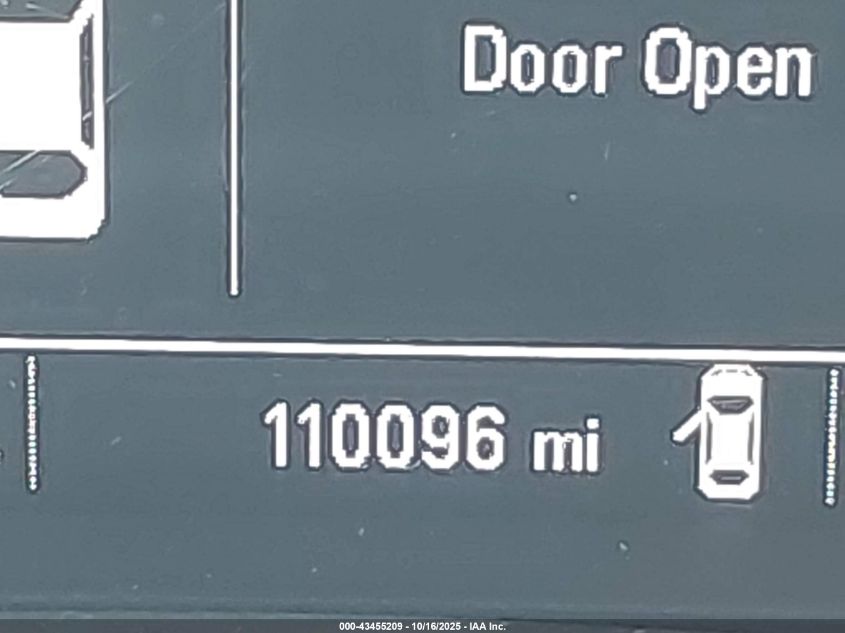 Door Open
110096 mi
000-43455209 - 10/16/2025 - IAA Inc.